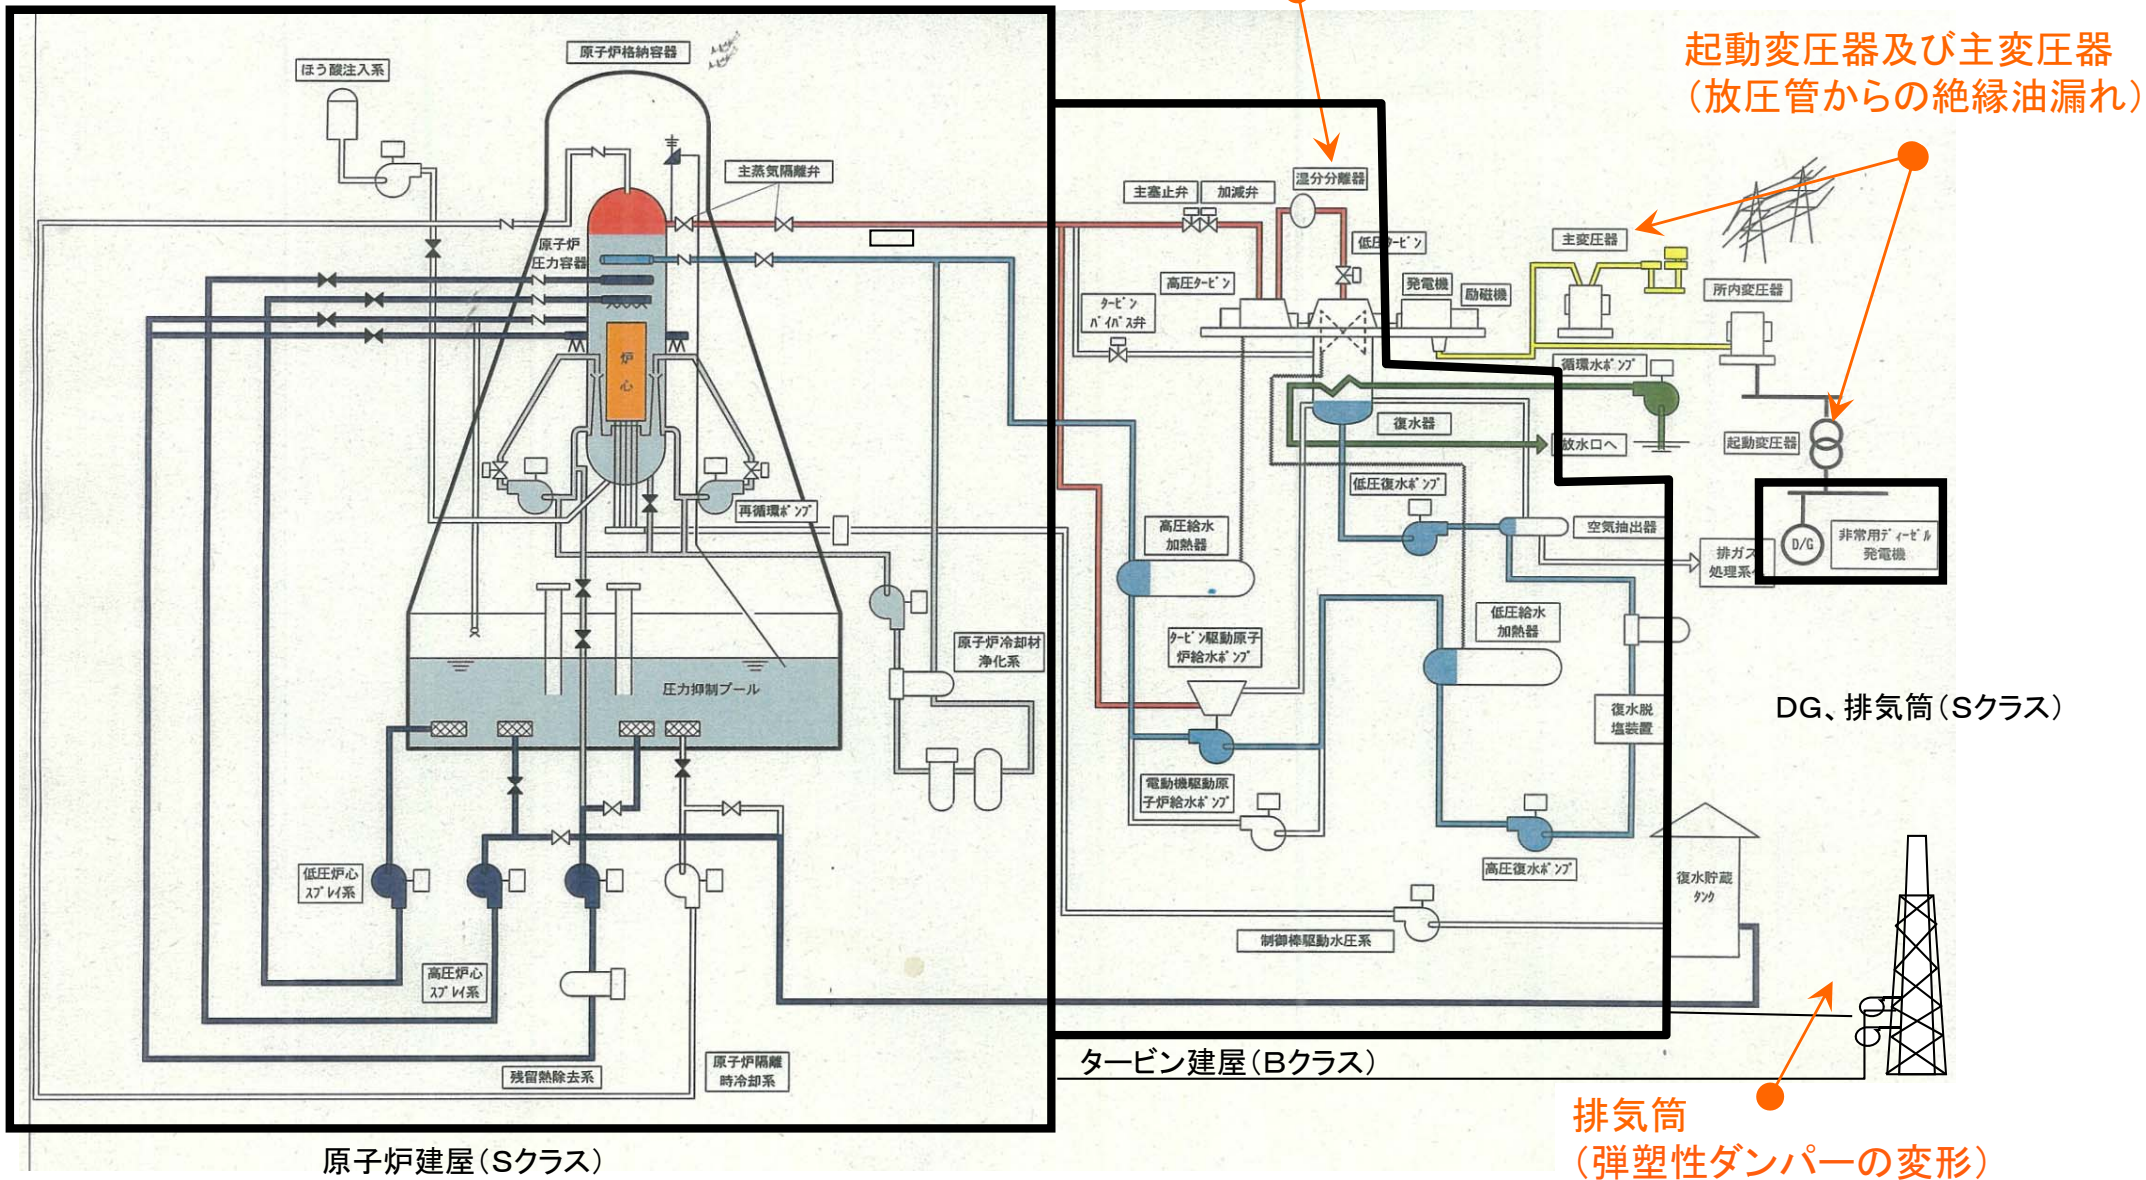 起動変圧器及び主変圧器
（放圧管からの絶縁油漏れ）
原子炉格納容器
ほう酸注入系
主蒸気隔離弁
主塞止弁
加減弁
湿分分離器
原子炉
圧力容器
低圧タービン
主変圧器
高圧タービン
発電機
励磁機
所内変圧器
タービン
バイパス弁
炉
心
循環水ポンプ
復水器
放水口へ
起動変圧器
低圧復水ポンプ
再循環ポンプ
高圧給水
加熱器
空気抽出器
D/G
非常用ディーゼル
発電機
排ガス
処理系へ
低圧給水
加熱器
タービン駆動原子
炉給水ポンプ
原子炉冷却材
浄化系
圧力抑制プール
復水脱
塩装置
DG、排気筒（Sクラス）
電動機駆動原
子炉給水ポンプ
高圧復水ポンプ
復水貯蔵
タンク
低圧炉心
スプレイ系
制御棒駆動水圧系
高圧炉心
スプレイ系
残留熱除去系
原子炉隔離
時冷却系
タービン建屋（Bクラス）
排気筒
（弾塑性ダンパーの変形）
原子炉建屋（Sクラス）